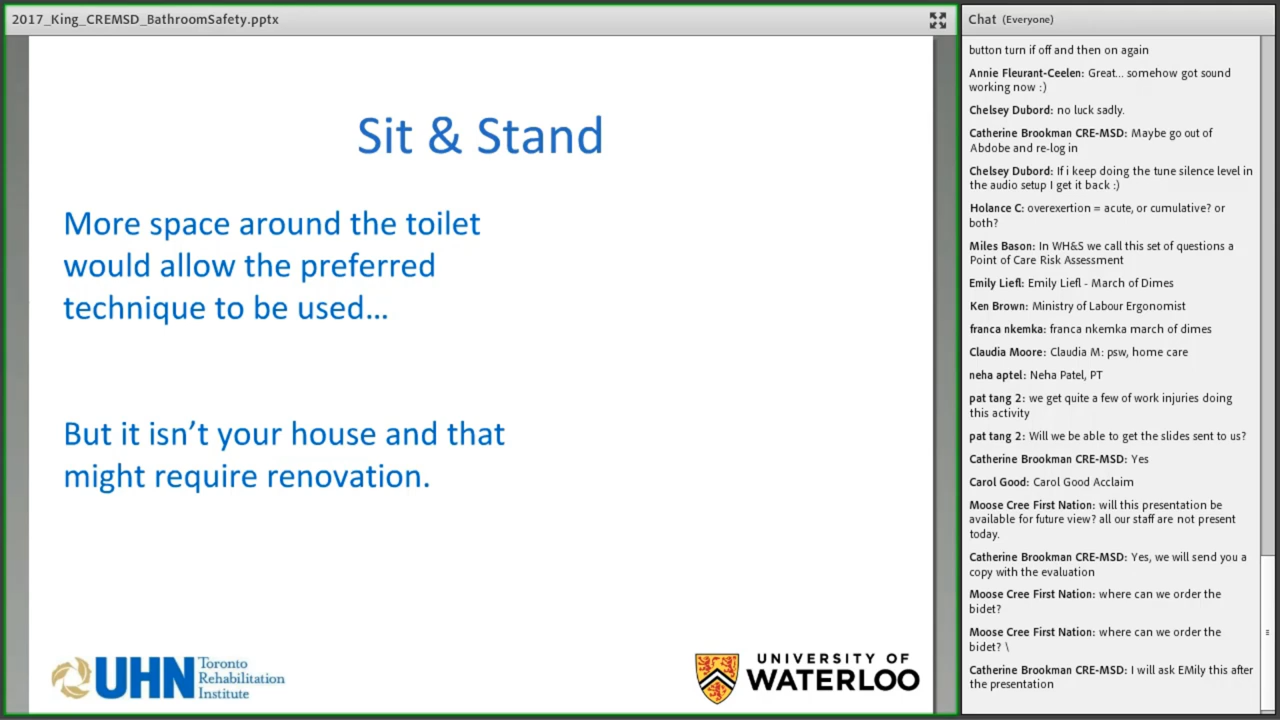 2017_King_CREMSD_BathroomSafety.pptx
Sit & Stand
More space around the toilet
would allow the preferred
technique to be used…
But it isn’t your house and that
might require renovation.
UHN
Toronto
Rehabilitation
Institute
UNIVERSITY OF
WATERLOO
Chat (Everyone)
button turn if off and then on again
Annie Fleurant-Ceelen: Great... somehow got sound
working now :)
Chelsey Dubord: no luck sadly.
Catherine Brookman CRE-MSD: Maybe go out of
Abdobe and re-log in
Chelsey Dubord: If i keep doing the tune silence level in
the audio setup I get it back :)
Holance C: overexertion = acute, or cumulative? or
both?
Miles Bason: In WH&S we call this set of questions a
Point of Care Risk Assessment
Emily Liefl: Emily Liefl - March of Dimes
Ken Brown: Ministry of Labour Ergonomist
franca nkemka: franca nkemka march of dimes
Claudia Moore: Claudia M: psw, home care
neha aptel: Neha Patel, PT
pat tang 2: we get quite a few of work injuries doing
this activity
pat tang 2: Will we be able to get the slides sent to us?
Catherine Brookman CRE-MSD: Yes
Carol Good: Carol Good Acclaim
Moose Cree First Nation: will this presentation be
available for future view? all our staff are not present
today.
Catherine Brookman CRE-MSD: Yes, we will send you a
copy with the evaluation
Moose Cree First Nation: where can we order the
bidet?
Moose Cree First Nation: where can we order the
bidet? \
Catherine Brookman CRE-MSD: I will ask EMily this after
the presentation